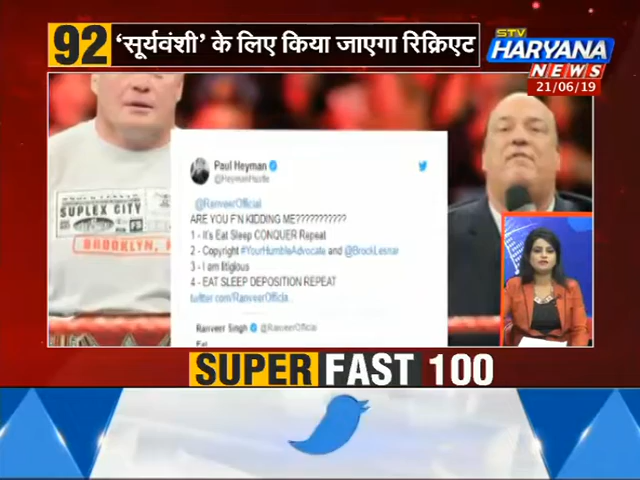 92
'सूर्यवंशी' के लिए किया जाएगा रिक्रिएट
STV
HARYANA
NEWS
21/06/19
SUPLEX CITY
BROOKLYN,
Paul Heyman
@HeymanHustle
@RanveerOfficial
ARE YOU F'N KIDDING ME???????????
1 - It's Eat Sleep CONQUER Repeat
2 - Copyright #YourHumbleAdvocate and @BrockLesnar
3 - I am litigious
4 - EAT SLEEP DEPOSITION REPEAT
twitter.com/RanveerOfficia...
Ranveer Singh @RanveerOfficial
Eat
SUPER FAST 100